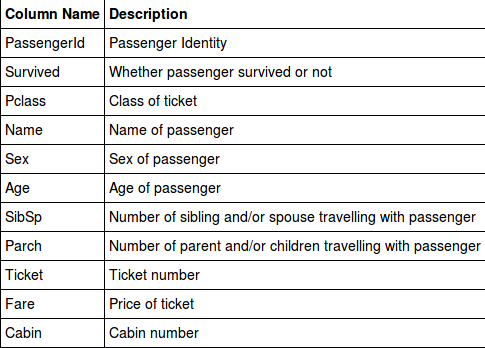 Column Name Description
PassengerId Passenger Identity
Survived Whether passenger survived or not
Pclass Class of ticket
Name Name of passenger
Sex Sex of passenger
Age Age of passenger
SibSp Number of sibling and/or spouse travelling with passenger
Parch Number of parent and/or children travelling with passenger
Ticket Ticket number
Fare Price of ticket
Cabin Cabin number